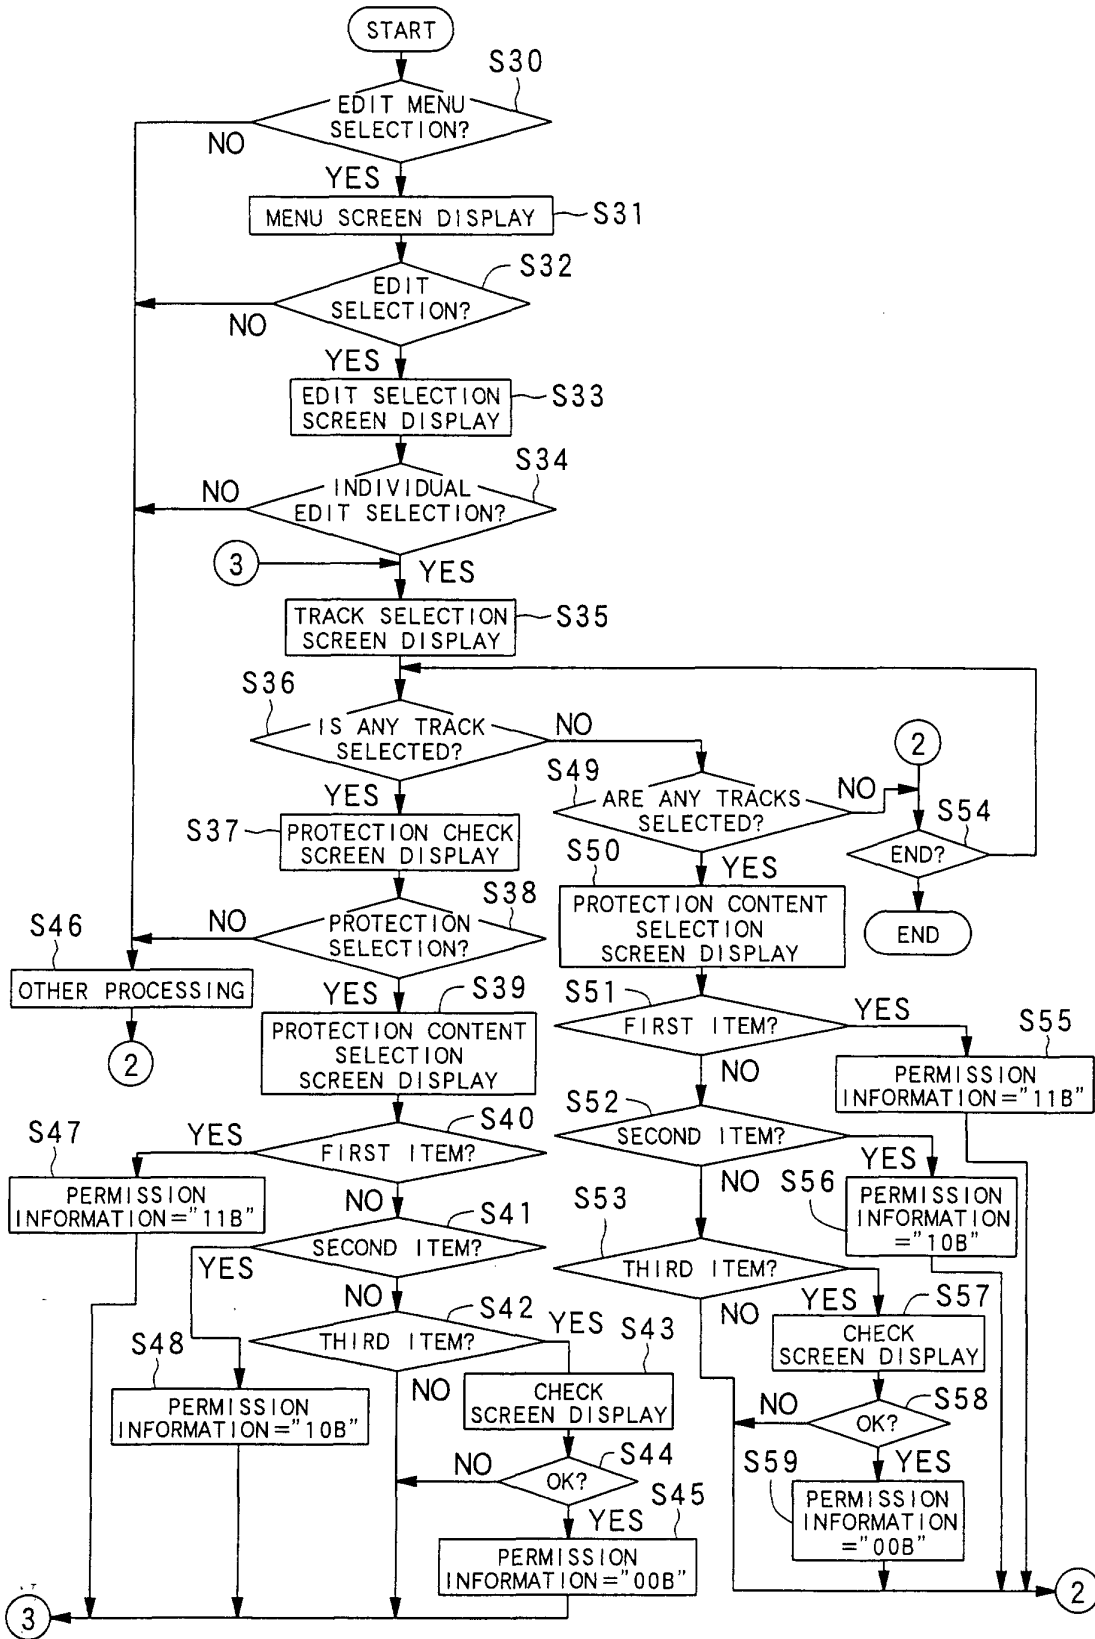 START
S30
EDIT MENU
SELECTION?
NO
YES
MENU SCREEN DISPLAY
S31
S32
EDIT
SELECTION?
NO
YES
EDIT SELECTION
SCREEN DISPLAY
S33
S34
INDIVIDUAL
EDIT SELECTION?
NO
3
YES
TRACK SELECTION
SCREEN DISPLAY
S35
S36
IS ANY TRACK
SELECTED?
NO
YES
S37
PROTECTION CHECK
SCREEN DISPLAY
S38
PROTECTION
SELECTION?
NO
YES
S46
OTHER PROCESSING
2
S39
PROTECTION CONTENT
SELECTION
SCREEN DISPLAY
S40
FIRST ITEM?
YES
NO
S47
PERMISSION
INFORMATION="11B"
S41
SECOND ITEM?
YES
NO
S48
PERMISSION
INFORMATION="10B"
S42
THIRD ITEM?
YES
NO
S43
CHECK
SCREEN DISPLAY
S44
OK?
NO
YES
S45
PERMISSION
INFORMATION="00B"
3
S49
ARE ANY TRACKS
SELECTED?
NO
YES
2
S54
END?
END
S50
PROTECTION CONTENT
SELECTION
SCREEN DISPLAY
S51
FIRST ITEM?
YES
NO
S55
PERMISSION
INFORMATION="11B"
S52
SECOND ITEM?
YES
NO
S56
PERMISSION
INFORMATION
="10B"
S53
THIRD ITEM?
YES
NO
S57
CHECK
SCREEN DISPLAY
S58
OK?
NO
YES
S59
PERMISSION
INFORMATION
="00B"
2